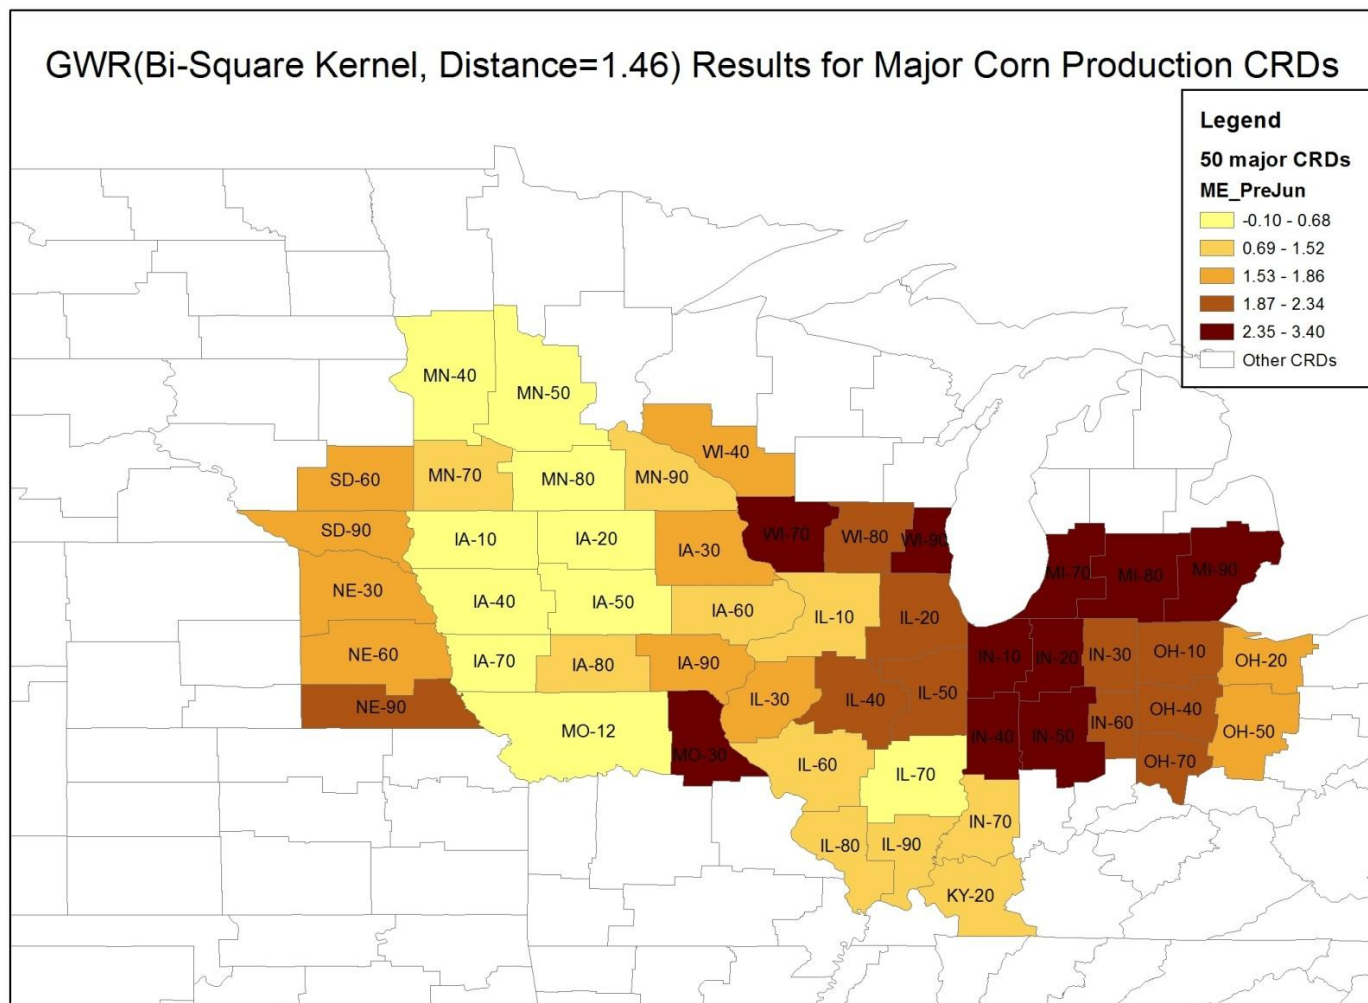 GWR(Bi-Square Kernel, Distance=1.46) Results for Major Corn Production CRDs
Legend
50 major CRDs
ME_PreJun
-0.10 - 0.68
0.69 - 1.52
1.53 - 1.86
1.87 - 2.34
2.35 - 3.40
Other CRDs
MN-40
MN-50
WI-40
SD-60
MN-70
MN-80
MN-90
SD-90
IA-10
IA-20
IA-30
WI-70
WI-80
WI-90
MI-70
MI-80
MI-90
NE-30
IA-40
IA-50
IA-60
IL-10
IL-20
NE-60
IA-70
IA-80
IA-90
IL-30
IL-40
IL-50
IN-10
IN-20
IN-30
OH-10
OH-20
NE-90
MO-12
MO-30
IL-60
IL-70
IN-40
IN-50
IN-60
OH-40
OH-50
OH-70
IL-80
IL-90
IN-70
KY-20